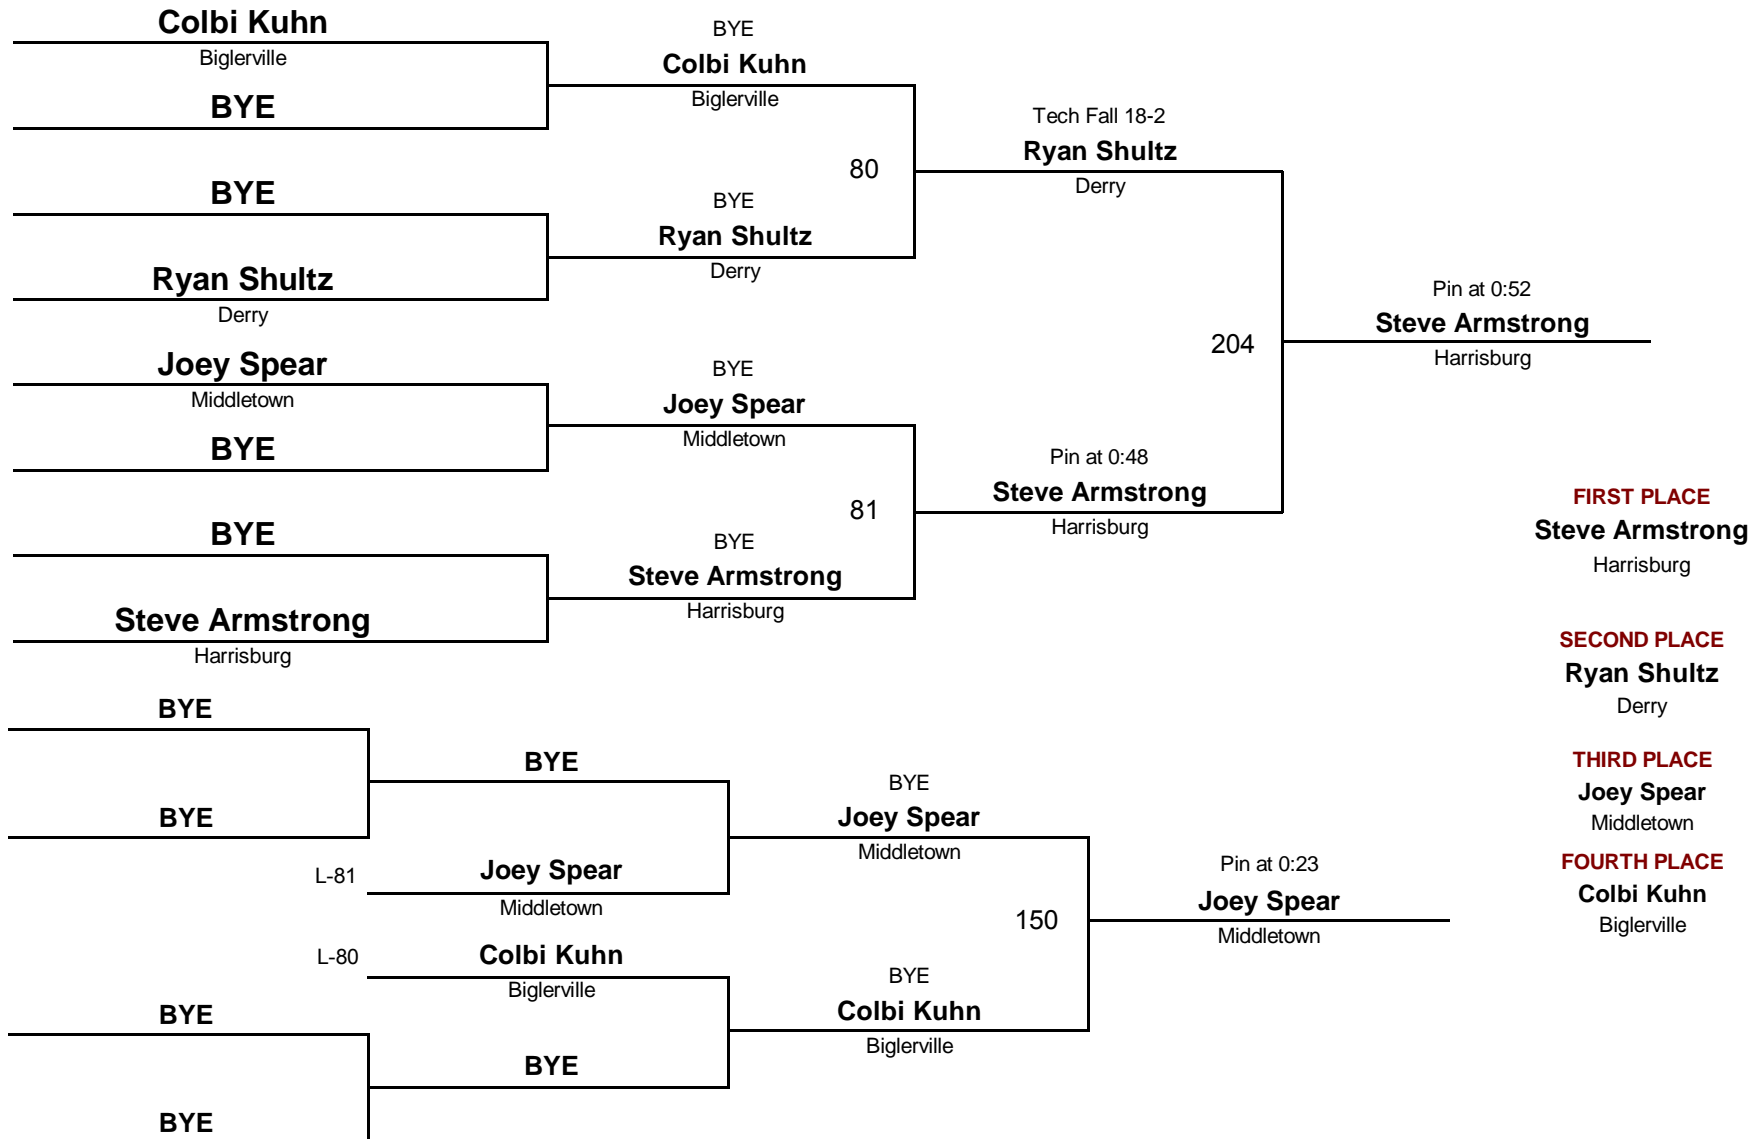 Colbi Kuhn
Biglerville
BYE
BYE
Ryan Shultz
Derry
Joey Spear
Middletown
BYE
BYE
Steve Armstrong
Harrisburg
BYE
Colbi Kuhn
Biglerville
80
BYE
Ryan Shultz
Derry
BYE
Joey Spear
Middletown
81
BYE
Steve Armstrong
Harrisburg
Tech Fall 18-2
Ryan Shultz
Derry
204
Pin at 0:48
Steve Armstrong
Harrisburg
Pin at 0:52
Steve Armstrong
Harrisburg
FIRST PLACE
Steve Armstrong
Harrisburg
SECOND PLACE
Ryan Shultz
Derry
THIRD PLACE
Joey Spear
Middletown
FOURTH PLACE
Colbi Kuhn
Biglerville
BYE
BYE
BYE
L-81
Joey Spear
Middletown
L-80
Colbi Kuhn
Biglerville
BYE
BYE
BYE
BYE
Joey Spear
Middletown
150
BYE
Colbi Kuhn
Biglerville
Pin at 0:23
Joey Spear
Middletown